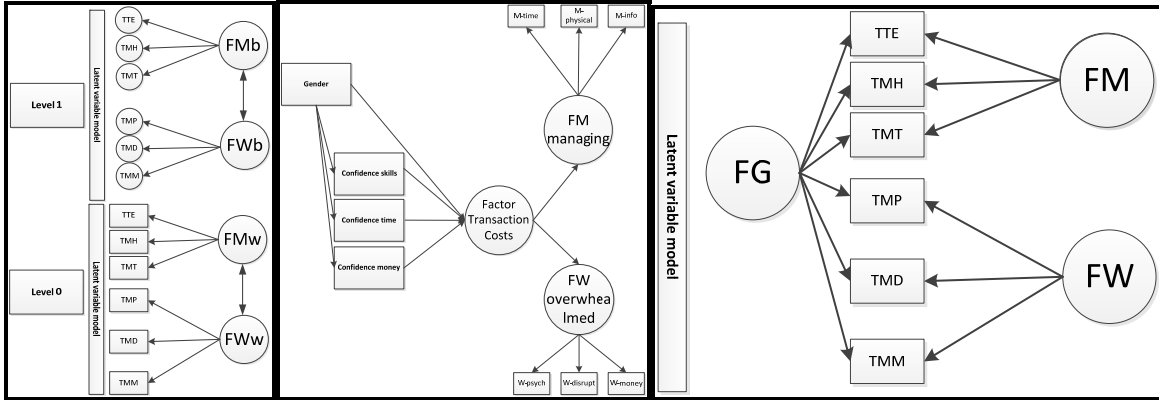 Level 1
Latent variable model
TTE
TMH
TMT
FMb
TMP
TMD
TMM
FWb
Level 0
Latent variable model
TTE
TMH
TMT
FMw
TMP
TMD
TMM
FWw
M-time
M-
physical
M-info
Gender
FM
managing
Confidence skills
Confidence time
Confidence money
Factor
Transaction
Costs
FW
overwhea
lmed
W-psych
W-disrupt
W-money
Latent variable model
FG
TTE
TMH
TMT
TMP
TMD
TMM
FM
FW